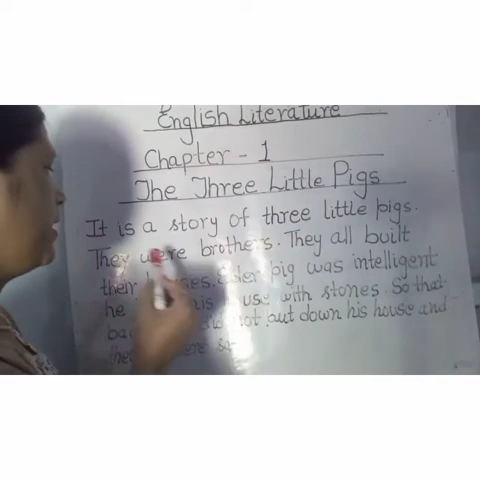 English Literature
Chapter - 1
The Three Little Pigs
It is a story of three little pigs.
They were brothers. They all built
their houses. Elder pig was intelligent
he use with stones. So that
not put down his house and